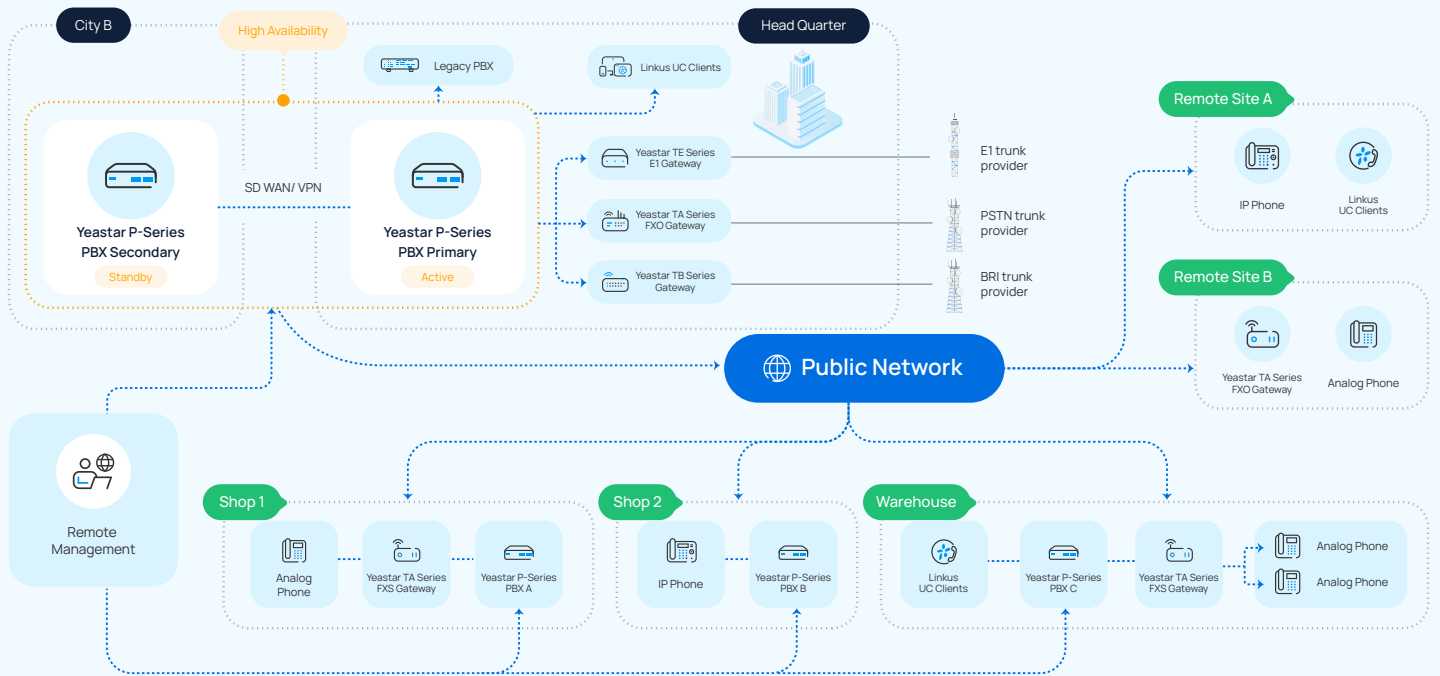 City B
High Availability
Head Quarter
Legacy PBX
Linkus UC Clients
Yeastar P-Series
PBX Secondary
Standby
SD WAN/ VPN
Yeastar P-Series
PBX Primary
Active
Yeastar TE Series
E1 Gateway
E1 trunk
provider
Yeastar TA Series
FXO Gateway
PSTN trunk
provider
Yeastar TB Series
Gateway
BRI trunk
provider
Remote Site A
IP Phone
Linkus
UC Clients
Remote Site B
Yeastar TA Series
FXO Gateway
Analog Phone
Public Network
Remote
Management
Shop 1
Analog
Phone
Yeastar TA Series
FXS Gateway
Yeastar P-Series
PBX A
Shop 2
IP Phone
Yeastar P-Series
PBX B
Warehouse
Linkus
UC Clients
Yeastar P-Series
PBX C
Yeastar TA Series
FXS Gateway
Analog Phone
Analog Phone